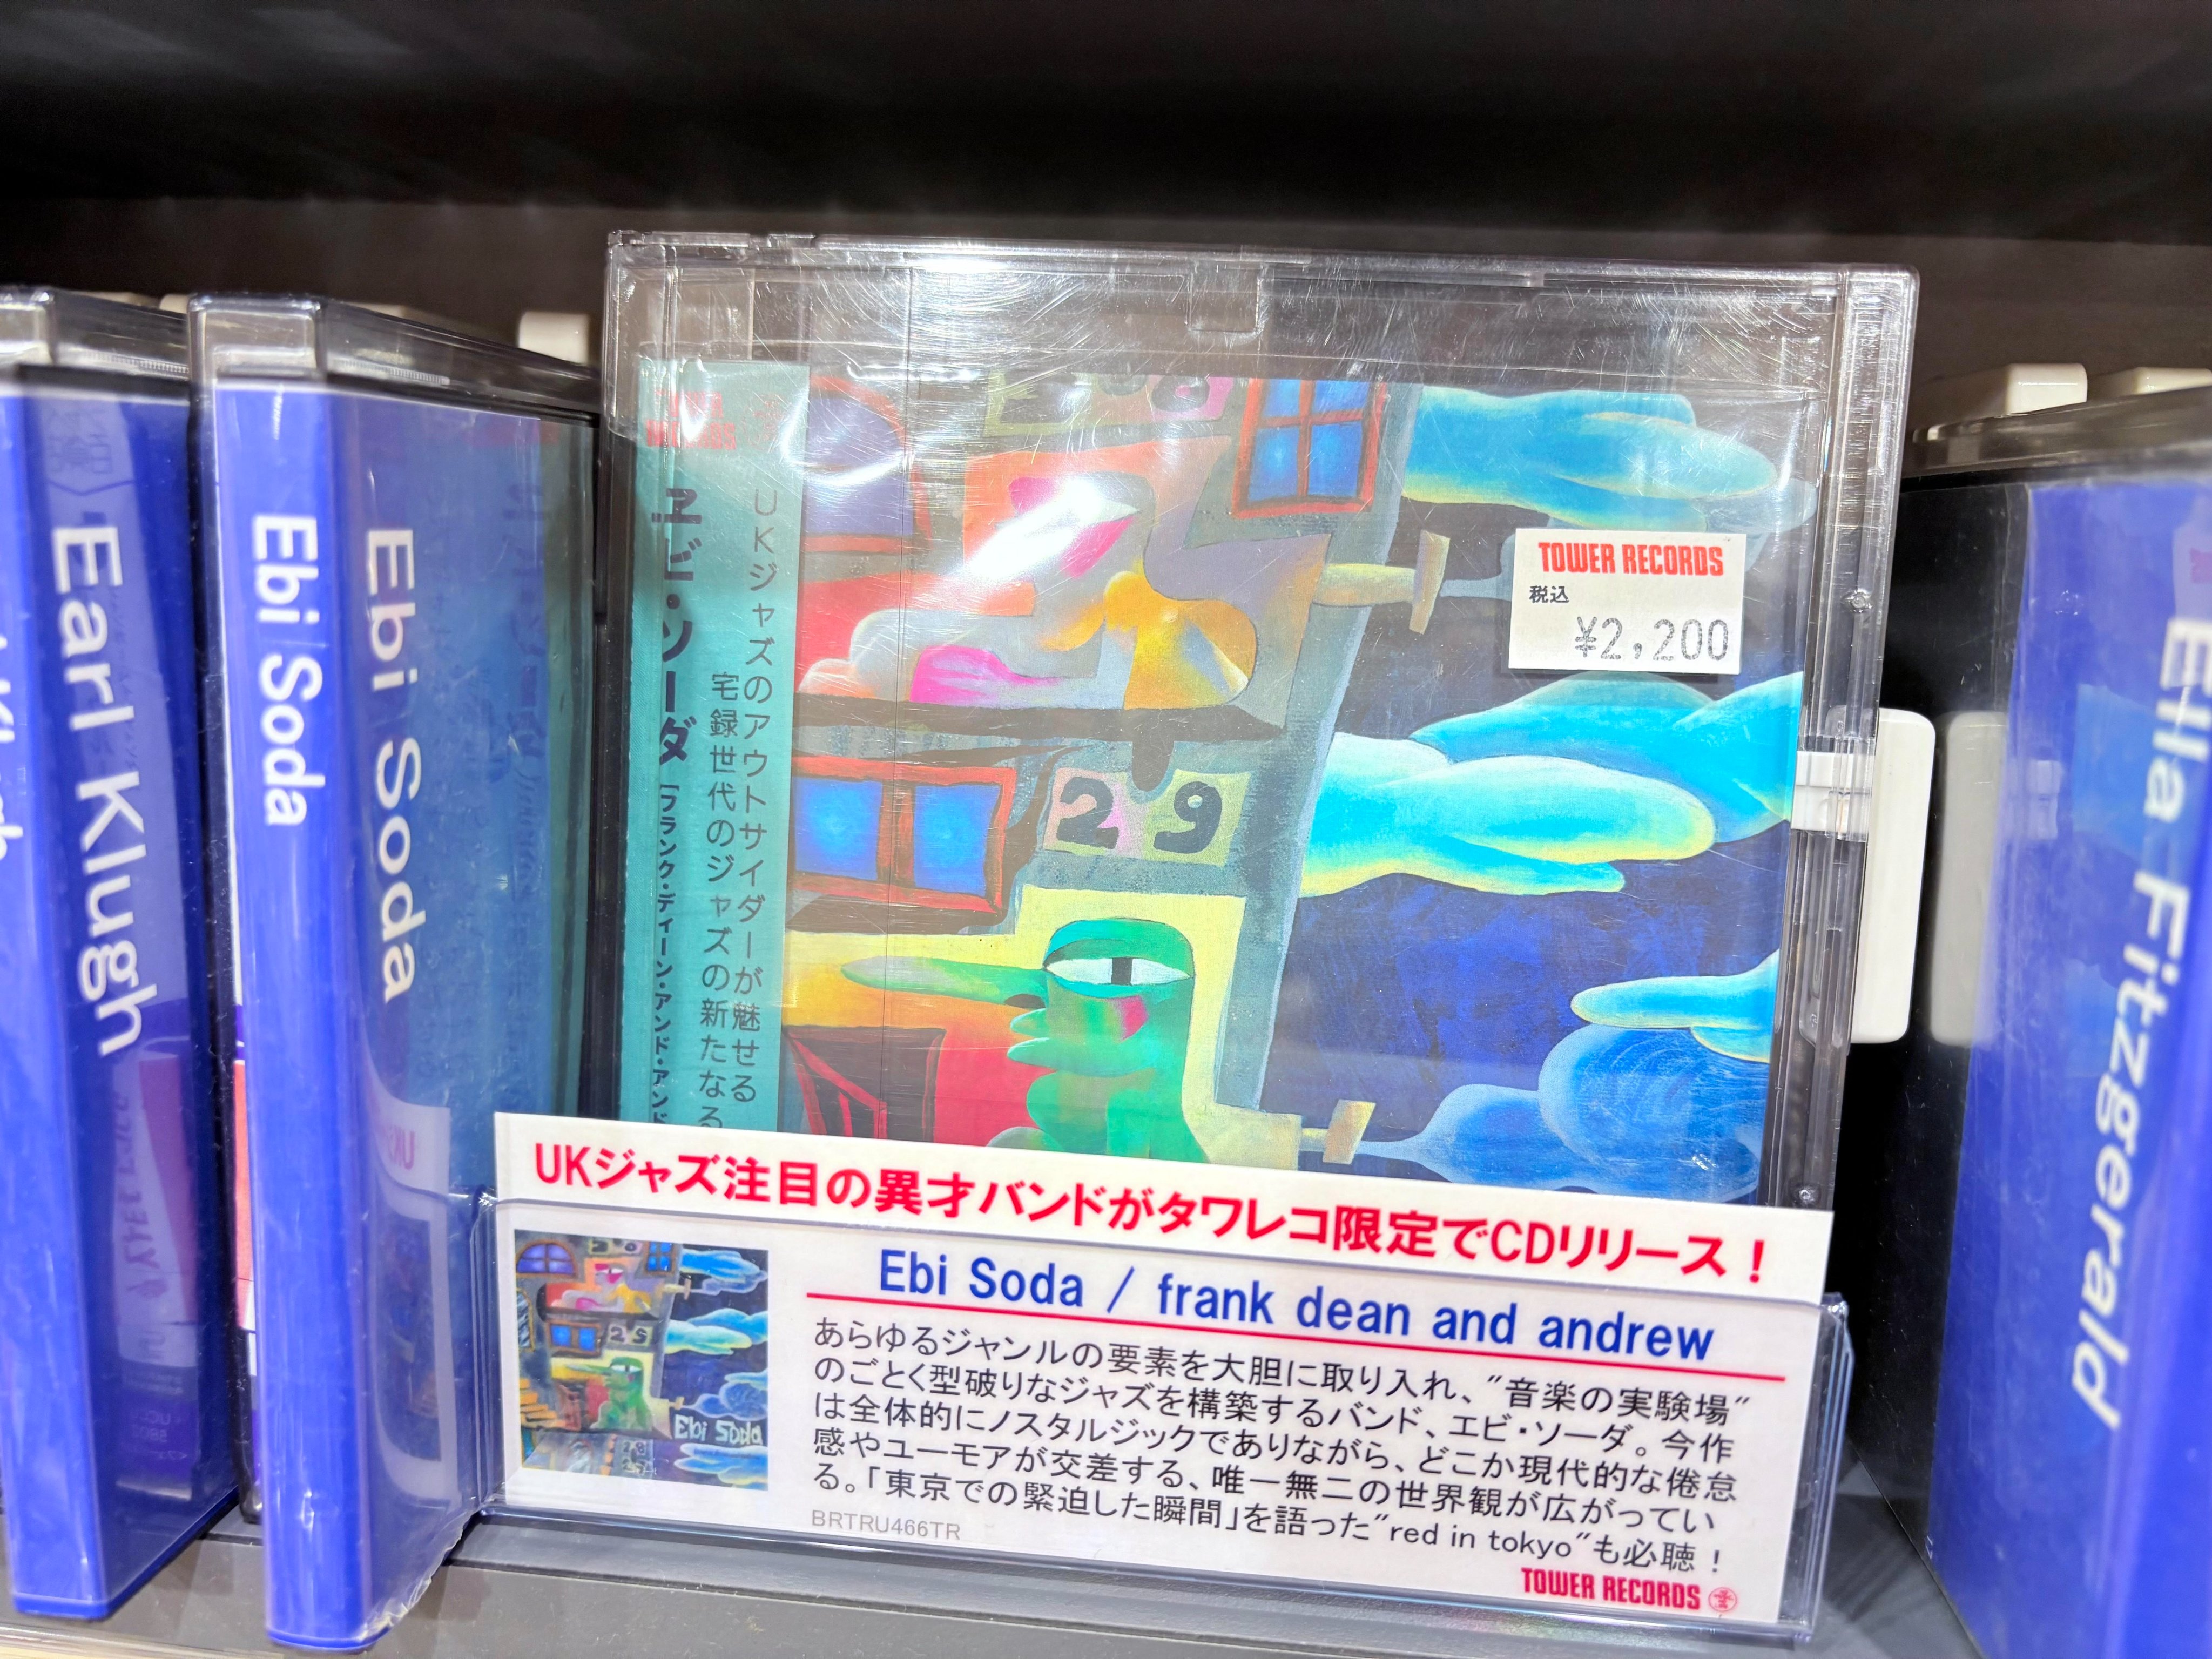 Earl Klugh
Ebi Soda
Ebi Soda
TOWER RECORDS
ヱビ・ソーダ
「フランク・ディーン・アンド・アンド
UKジャズのアウトサイダーが魅せる
宅録世代のジャズの新たなる
29
TOWER RECORDS
税込
¥2,200
Ella Fitzgerald
UKジャズ注目の異才バンドがタワレコ限定でCDリリース！
Ebi Soda / frank dean and andrew
Ebi Soda
あらゆるジャンルの要素を大胆に取り入れ、"音楽の実験場"
のごとく型破りなジャズを構築するバンド、エビ・ソーダ。今作
は全体的にノスタルジックでありながら、どこか現代的な倦怠
感やユーモアが交差する、唯一無二の世界観が広がってい
る。「東京での緊迫した瞬間」を語った"red in tokyo"も必聴！
BRTRU466TR
TOWER RECORDS